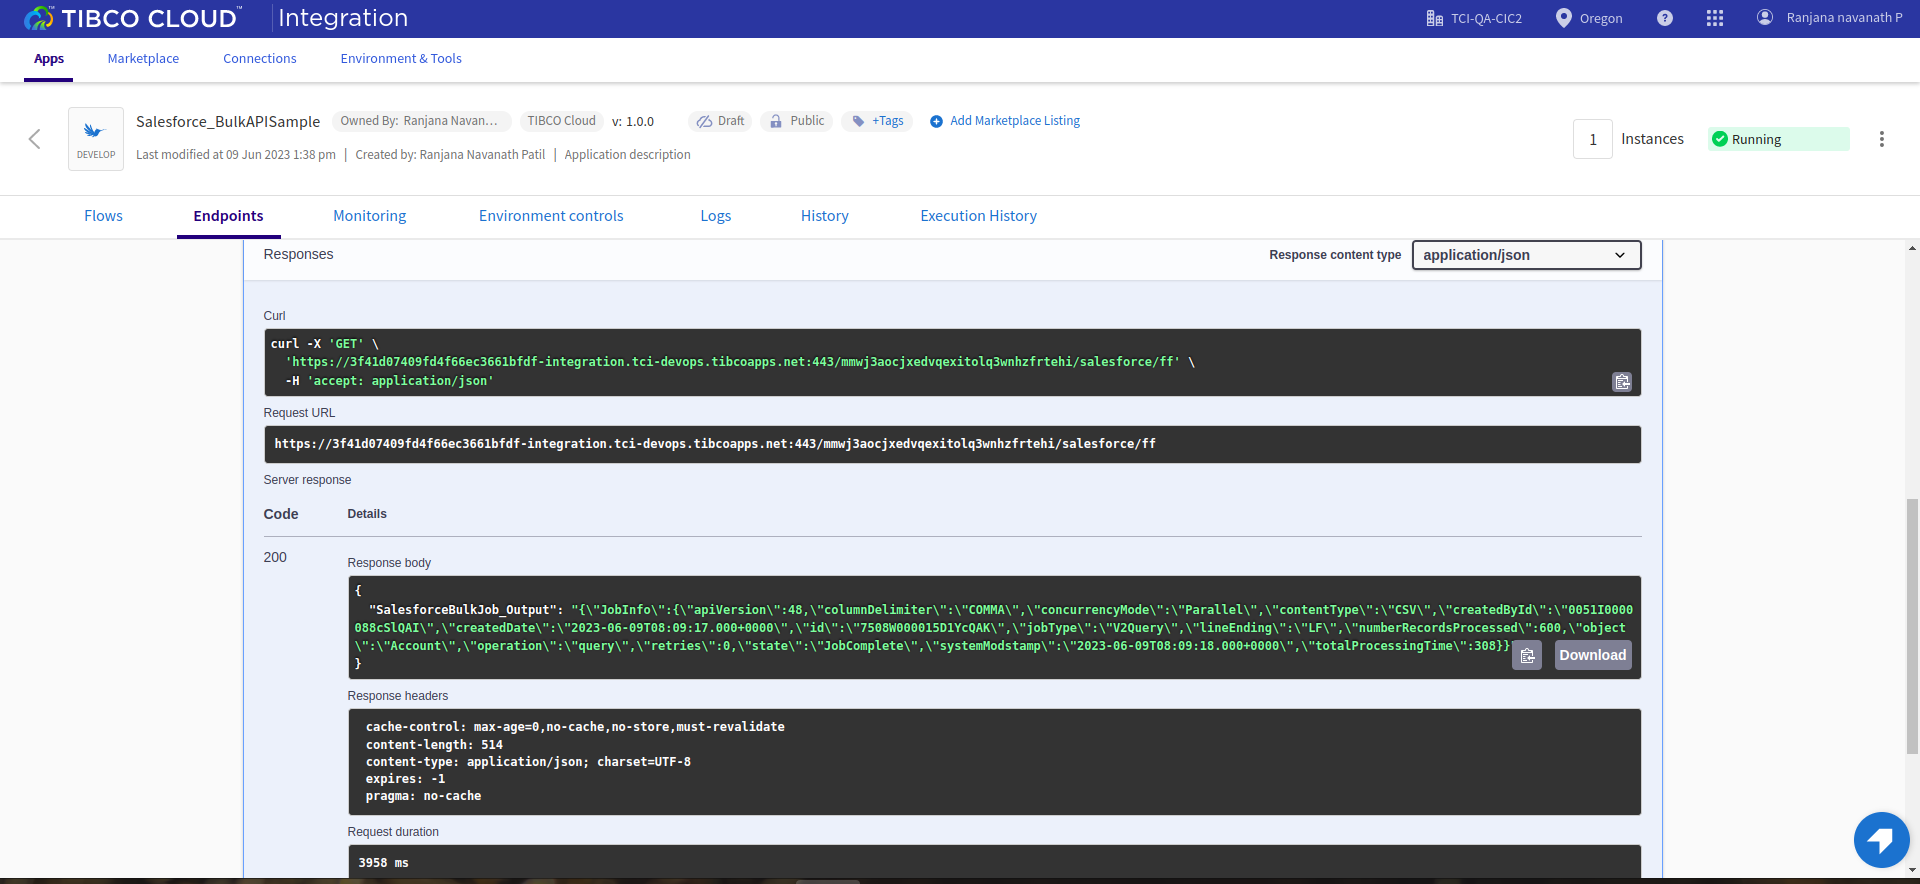 TIBCO CLOUD™ Integration TCI-QA-CIC2 Oregon ? Ranjana navanath P
Apps Marketplace Connections Environment & Tools
DEVELOP
Salesforce_BulkAPISample Owned By: Ranjana Navan... TIBCO Cloud v: 1.0.0 Draft Public +Tags Add Marketplace Listing
Last modified at 09 Jun 2023 1:38 pm | Created by: Ranjana Navanath Patil | Application description
1 Instances Running
Flows Endpoints Monitoring Environment controls Logs History Execution History
Responses Response content type application/json
Curl
curl -X 'GET' \
'https://3f41d07409fd4f66ec3661bfdf-integration.tci-devops.tibcoapps.net:443/mmwj3aocjxedvqexitolq3wnhzfrtehi/salesforce/ff' \
-H 'accept: application/json'
Request URL
https://3f41d07409fd4f66ec3661bfdf-integration.tci-devops.tibcoapps.net:443/mmwj3aocjxedvqexitolq3wnhzfrtehi/salesforce/ff
Server response
Code Details
200
Response body
{
"SalesforceBulkJob_Output": "{\"JobInfo\":{\"apiVersion\":48,\"columnDelimiter\":\"COMMA\",\"concurrencyMode\":\"Parallel\",\"contentType\":\"CSV\",\"createdById\":\"0051I0000
088cSlQAI\",\"createdDate\":\"2023-06-09T08:09:17.000+0000\",\"id\":\"7508W000015D1YcQAK\",\"jobType\":\"V2Query\",\"lineEnding\":\"LF\",\"numberRecordsProcessed\":600,\"object
\":\"Account\",\"operation\":\"query\",\"retries\":0,\"state\":\"JobComplete\",\"systemModstamp\":\"2023-06-09T08:09:18.000+0000\",\"totalProcessingTime\":308}}
}
Download
Response headers
cache-control: max-age=0,no-cache,no-store,must-revalidate
content-length: 514
content-type: application/json; charset=UTF-8
expires: -1
pragma: no-cache
Request duration
3958 ms